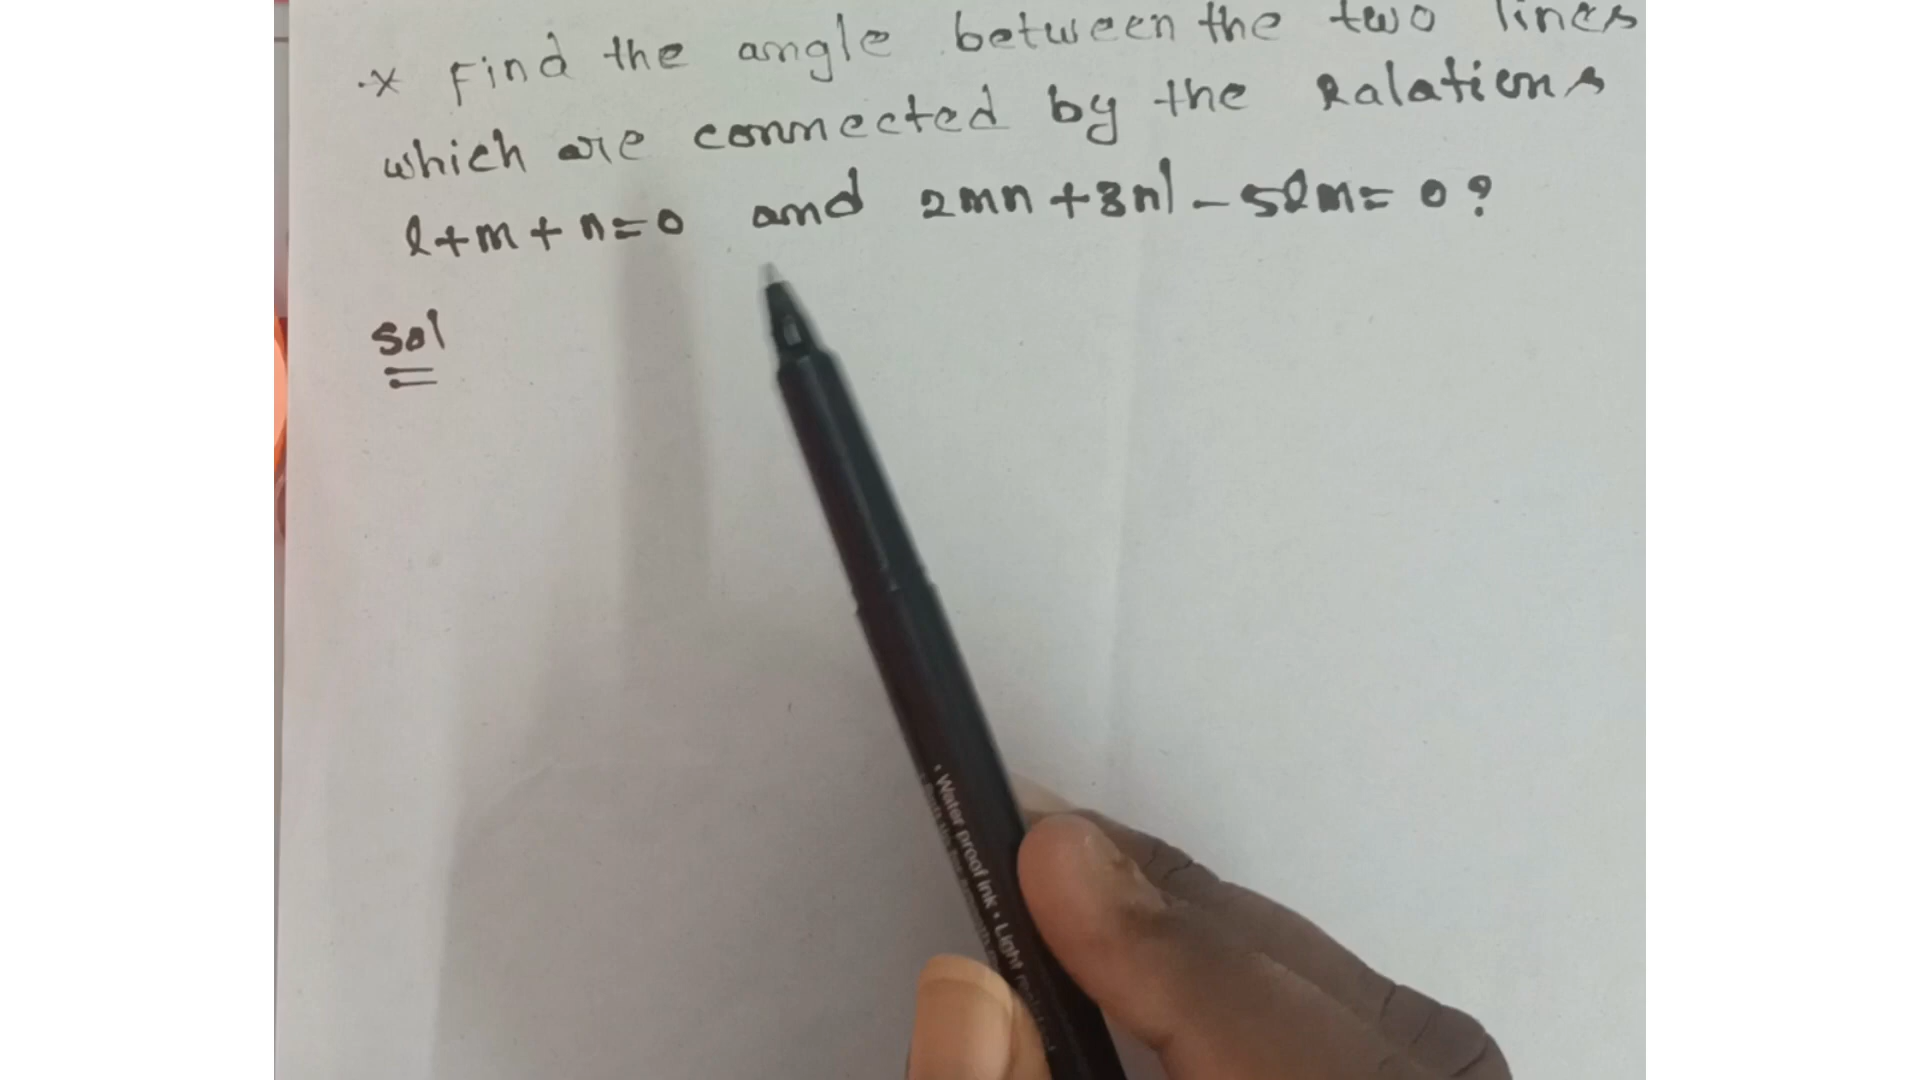 * Find the angle between the two lines
which are connected by the Ralations
l+m+n=0 and 2mn+3nl-5lm=0?
Sol
• Water proof ink • Light